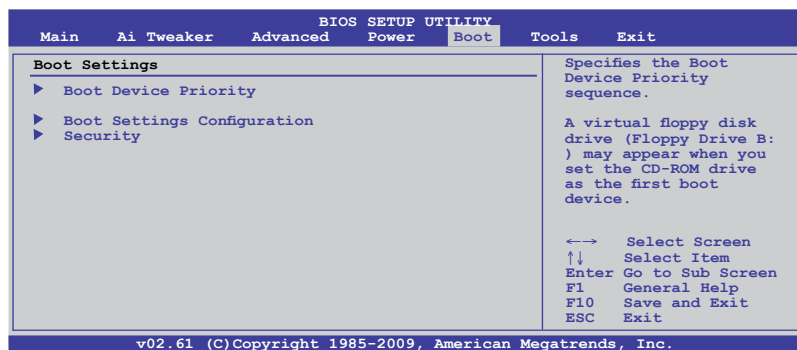 BIOS SETUP UTILITY
Main Ai Tweaker Advanced Power Boot Tools Exit
Boot Settings
Boot Device Priority
Boot Settings Configuration
Security
Specifies the Boot
Device Priority
sequence.
A virtual floppy disk
drive (Floppy Drive B:
) may appear when you
set the CD-ROM drive
as the first boot
device.
←→ Select Screen
↑↓ Select Item
Enter Go to Sub Screen
F1 General Help
F10 Save and Exit
ESC Exit
v02.61 (C)Copyright 1985-2009, American Megatrends, Inc.